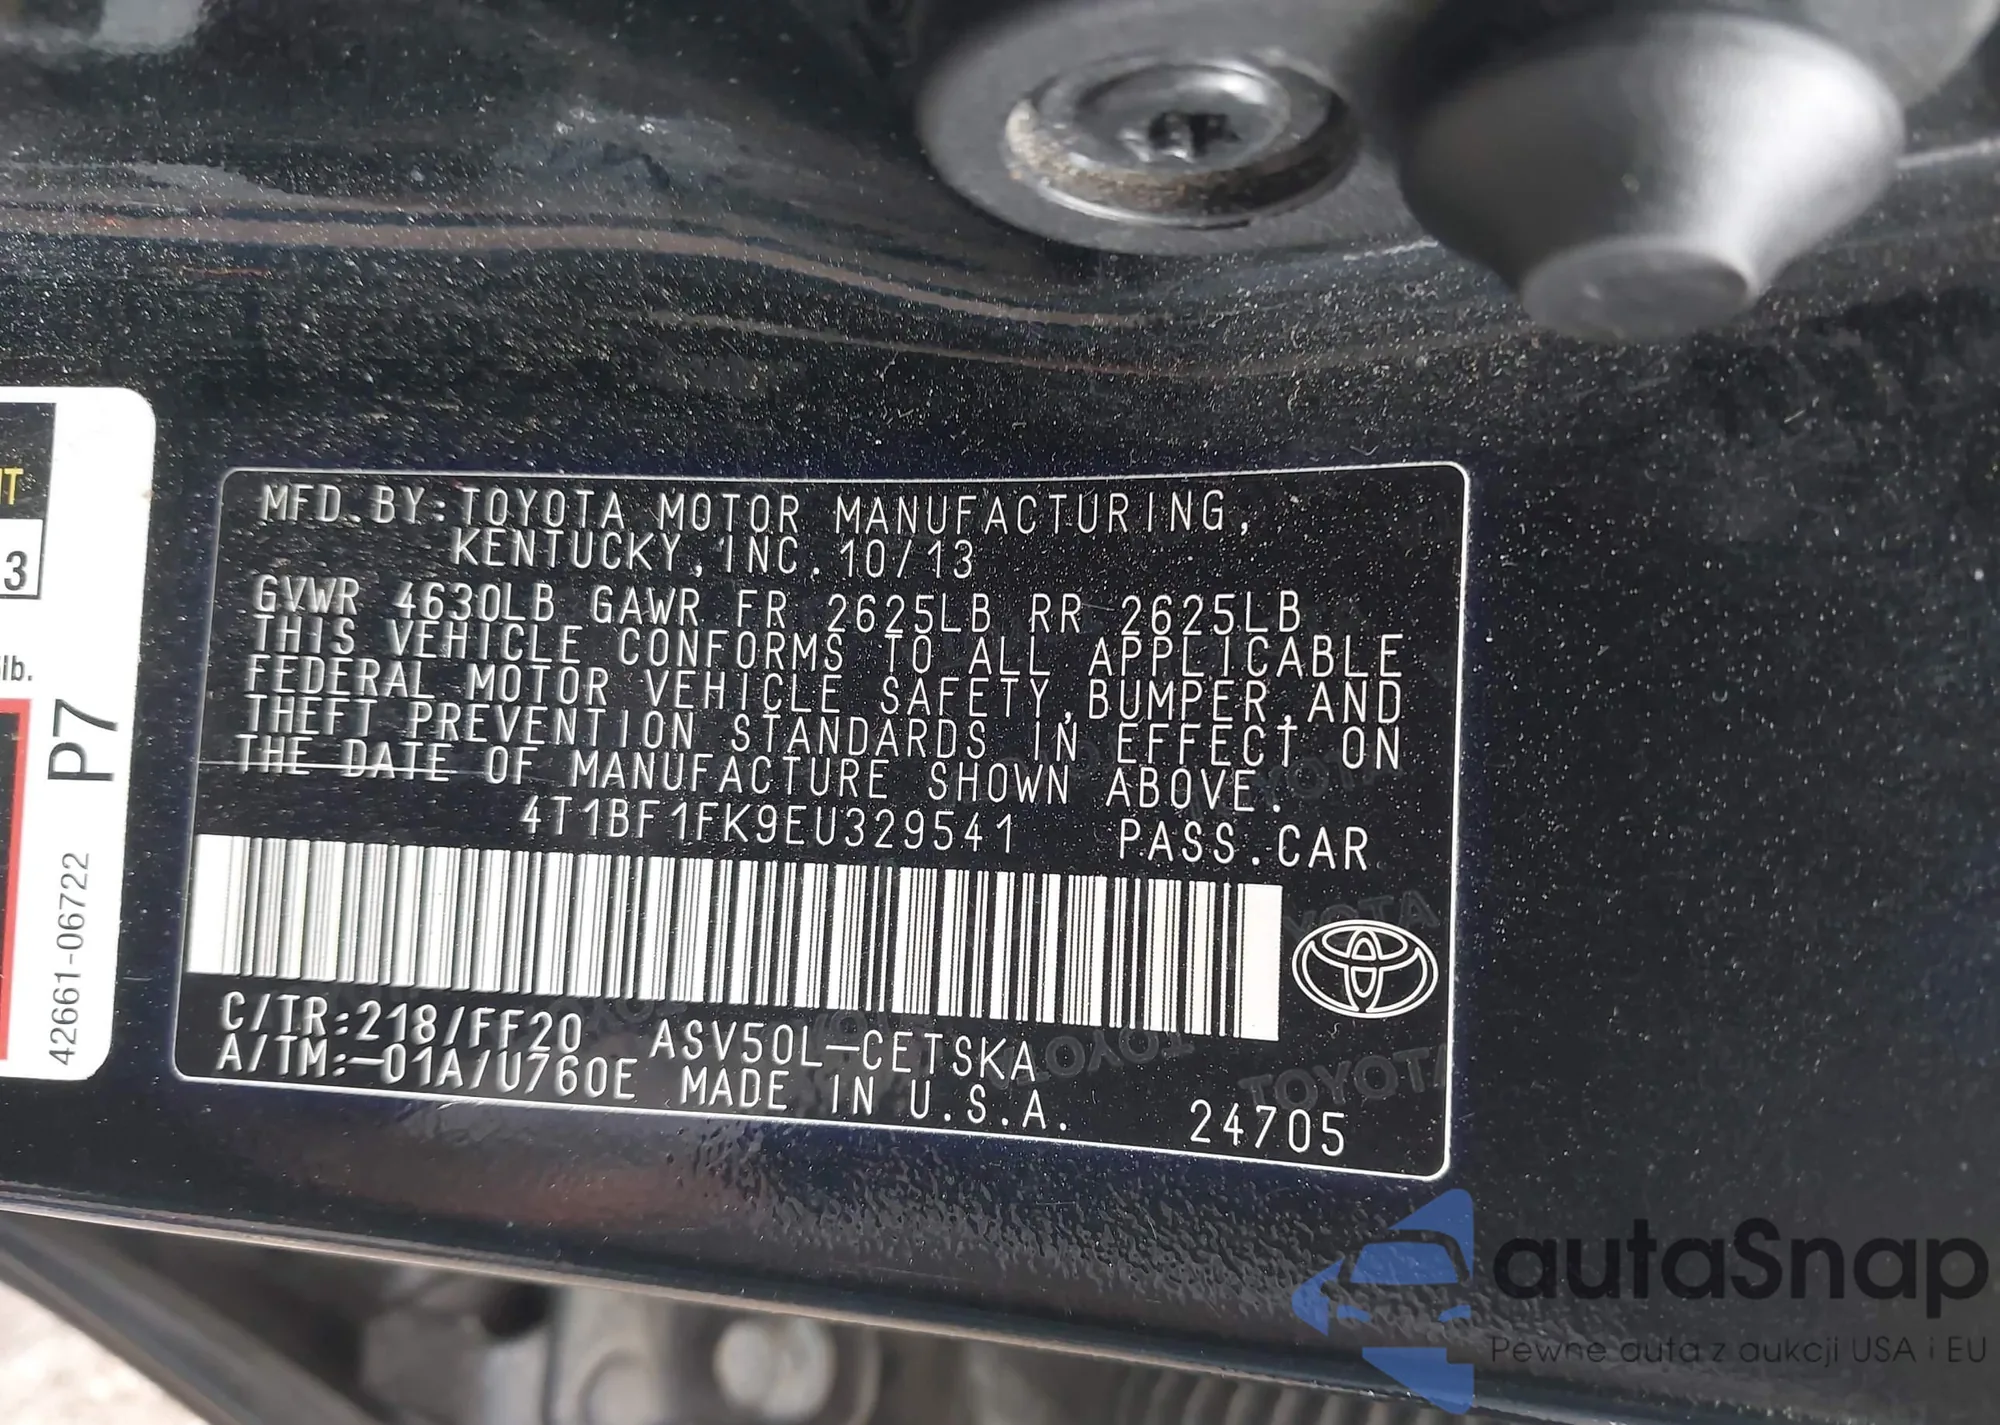 MFD. BY: TOYOTA MOTOR MANUFACTURING,
KENTUCKY, INC. 10/13
GVWR 4630LB GAWR FR 2625LB RR 2625LB
THIS VEHICLE CONFORMS TO ALL APPLICABLE
FEDERAL MOTOR VEHICLE SAFETY, BUMPER, AND
THEFT PREVENTION STANDARDS IN EFFECT ON
THE DATE OF MANUFACTURE SHOWN ABOVE.
4T1BF1FK9EU329541 PASS. CAR
C/TR:218/FF20 ASV50L-CETSKA
A/TM:-01A/U760E MADE IN U.S.A. 24705
3
lb.
P7
42661-06722
autaSnap
Pewne auta z aukcji USA i EU